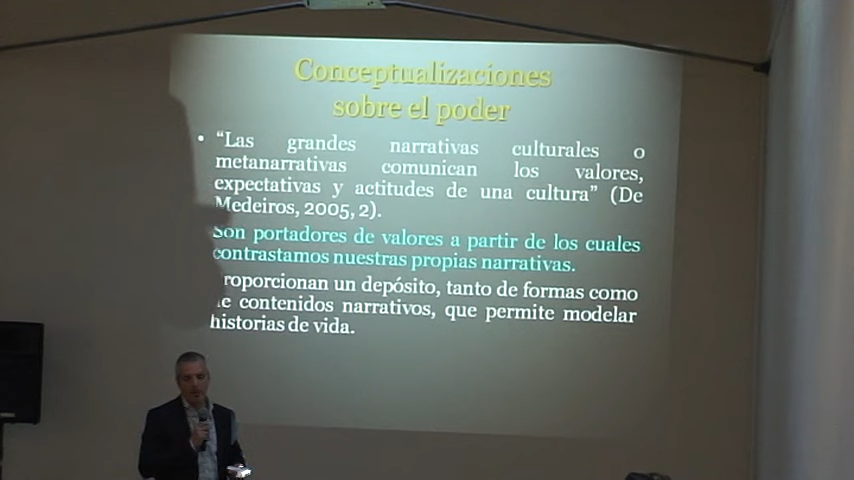 Conceptualizaciones
sobre el poder
• “Las grandes narrativas culturales o
metanarrativas comunican los valores,
expectativas y actitudes de una cultura” (De
Medeiros, 2005, 2).
Son portadores de valores a partir de los cuales
contrastamos nuestras propias narrativas.
roporcionan un depósito, tanto de formas como
e contenidos narrativos, que permite modelar
historias de vida.